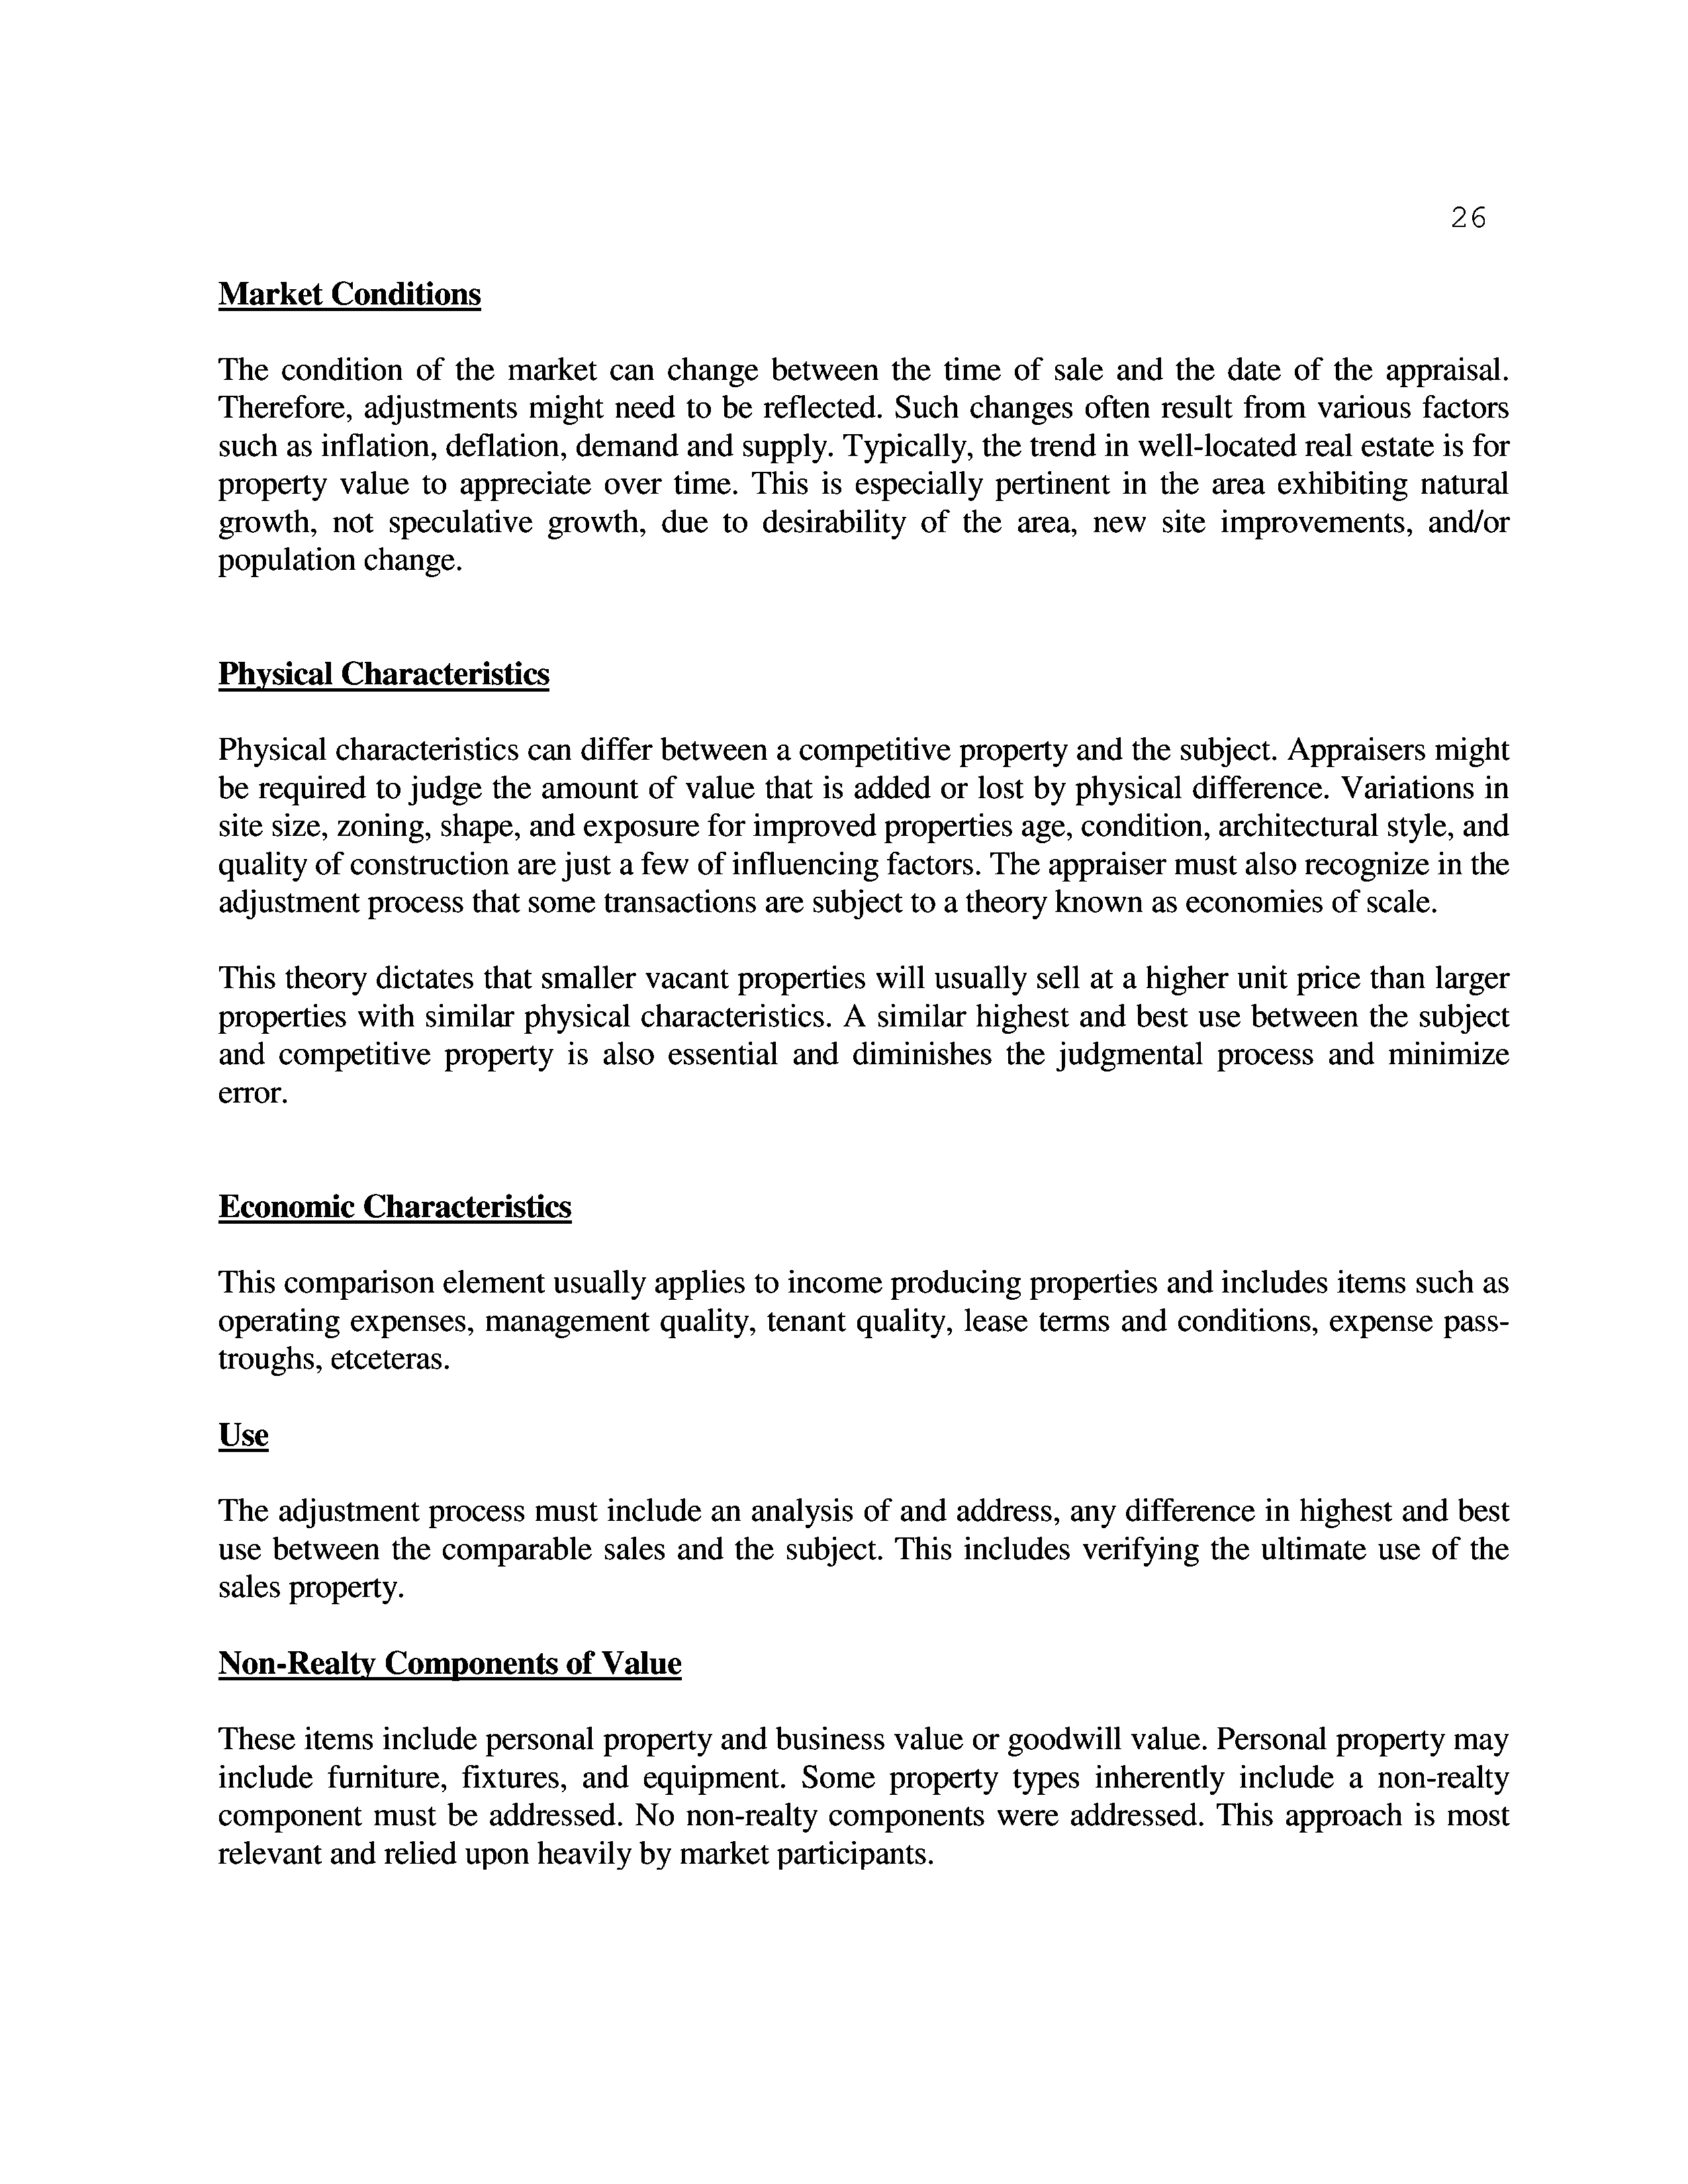 26
Market Conditions
The condition of the market can change between the time of sale and the date of the appraisal.
Therefore, adjustments might need to be reflected. Such changes often result from various factors
such as inflation, deflation, demand and supply. Typically, the trend in well-located real estate is for
property value to appreciate over time. This is especially pertinent in the area exhibiting natural
growth, not speculative growth, due to desirability of the area, new site improvements, and/or
population change.
Physical Characteristics
Physical characteristics can differ between a competitive property and the subject. Appraisers might
be required to judge the amount of value that is added or lost by physical difference. Variations in
site size, zoning, shape, and exposure for improved properties age, condition, architectural style, and
quality of construction are just a few of influencing factors. The appraiser must also recognize in the
adjustment process that some transactions are subject to a theory known as economies of scale.
This theory dictates that smaller vacant properties will usually sell at a higher unit price than larger
properties with similar physical characteristics. A similar highest and best use between the subject
and competitive property is also essential and diminishes the judgmental process and minimize
error.
Economic Characteristics
This comparison element usually applies to income producing properties and includes items such as
operating expenses, management quality, tenant quality, lease terms and conditions, expense pass-
troughs, etceteras.
Use
The adjustment process must include an analysis of and address, any difference in highest and best
use between the comparable sales and the subject. This includes verifying the ultimate use of the
sales property.
Non-Realty Components of Value
These items include personal property and business value or goodwill value. Personal property may
include furniture, fixtures, and equipment. Some property types inherently include a non-realty
component must be addressed. No non-realty components were addressed. This approach is most
relevant and relied upon heavily by market participants.